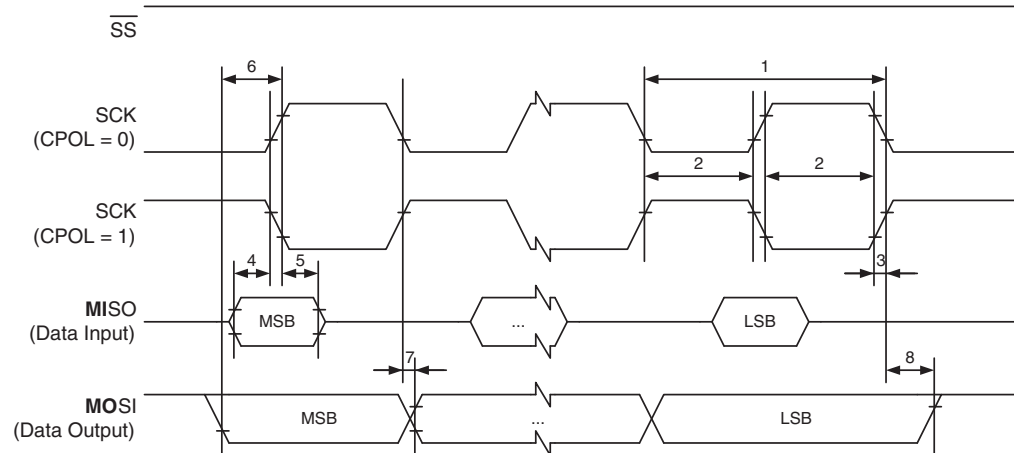 SS
6
1
SCK
(CPOL = 0)
2
2
SCK
(CPOL = 1)
4
5
3
MISO
(Data Input)
MSB
...
LSB
7
8
MOSI
(Data Output)
MSB
...
LSB